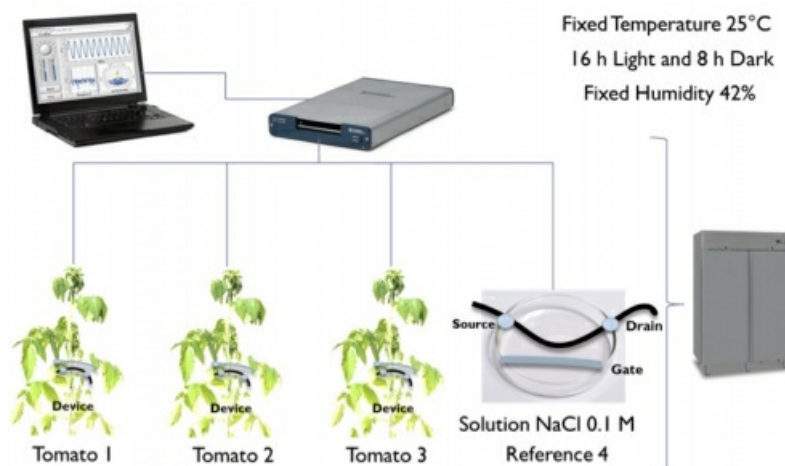 Fixed Temperature 25°C
16 h Light and 8 h Dark
Fixed Humidity 42%
Source
Drain
Gate
Device
Device
Device
Solution NaCl 0.1 M
Tomato 1
Tomato 2
Tomato 3
Reference 4